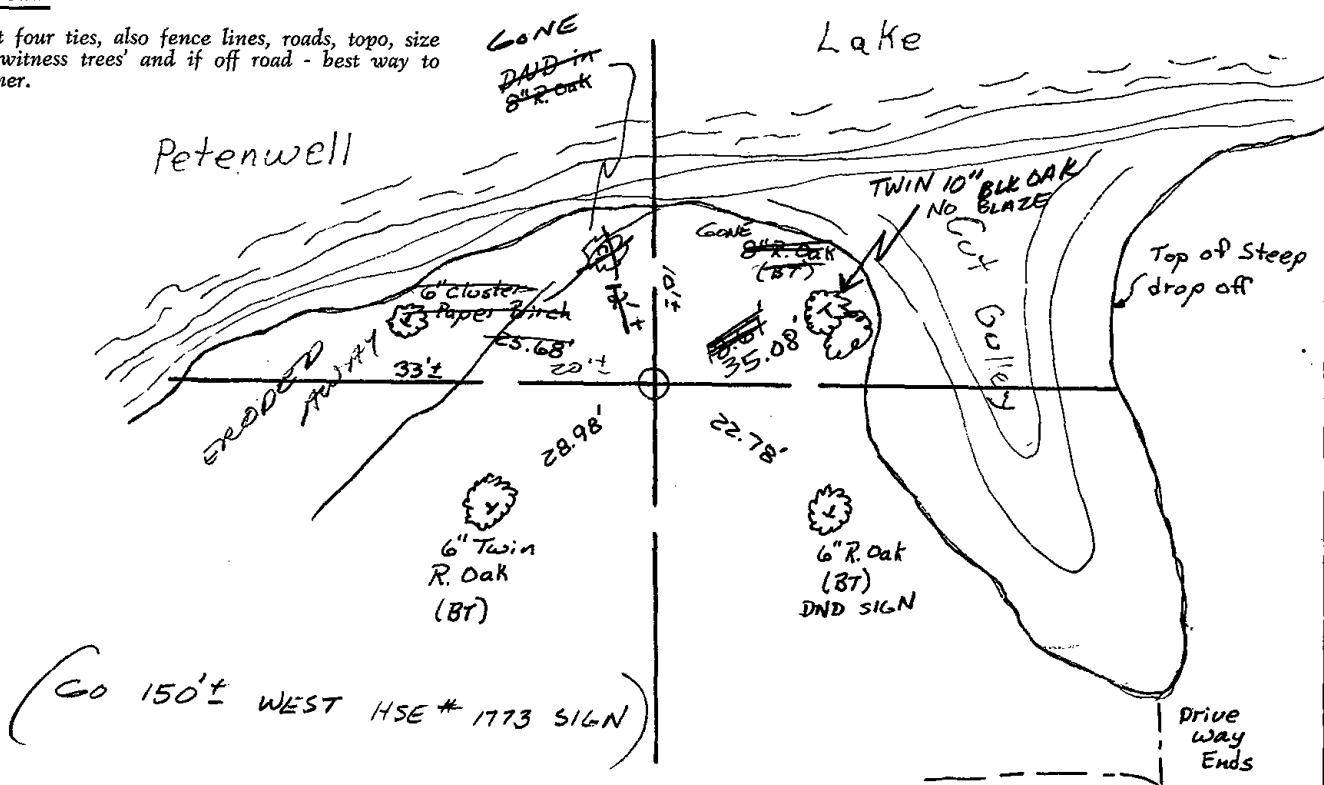 t four ties, also fence lines, roads, topo, size
witness trees' and if off road - best way to
ner.
GONE
DND in
8" R. Oak
Lake
Petenwell
TWIN 10" BLK OAK
NO BLAZE
GONE
8" R. Oak
(BT)
Cut Gulley
Top of Steep
drop off
6" Cluster
Paper Birch
25.68'
10'±
35.08'
ERODED
AWAY
33'±
20'±
28.98'
22.78'
6" Twin
R. Oak
(BT)
6" R. Oak
(BT)
DND SIGN
(GO 150'± WEST HSE # 1773 SIGN)
Drive
way
Ends